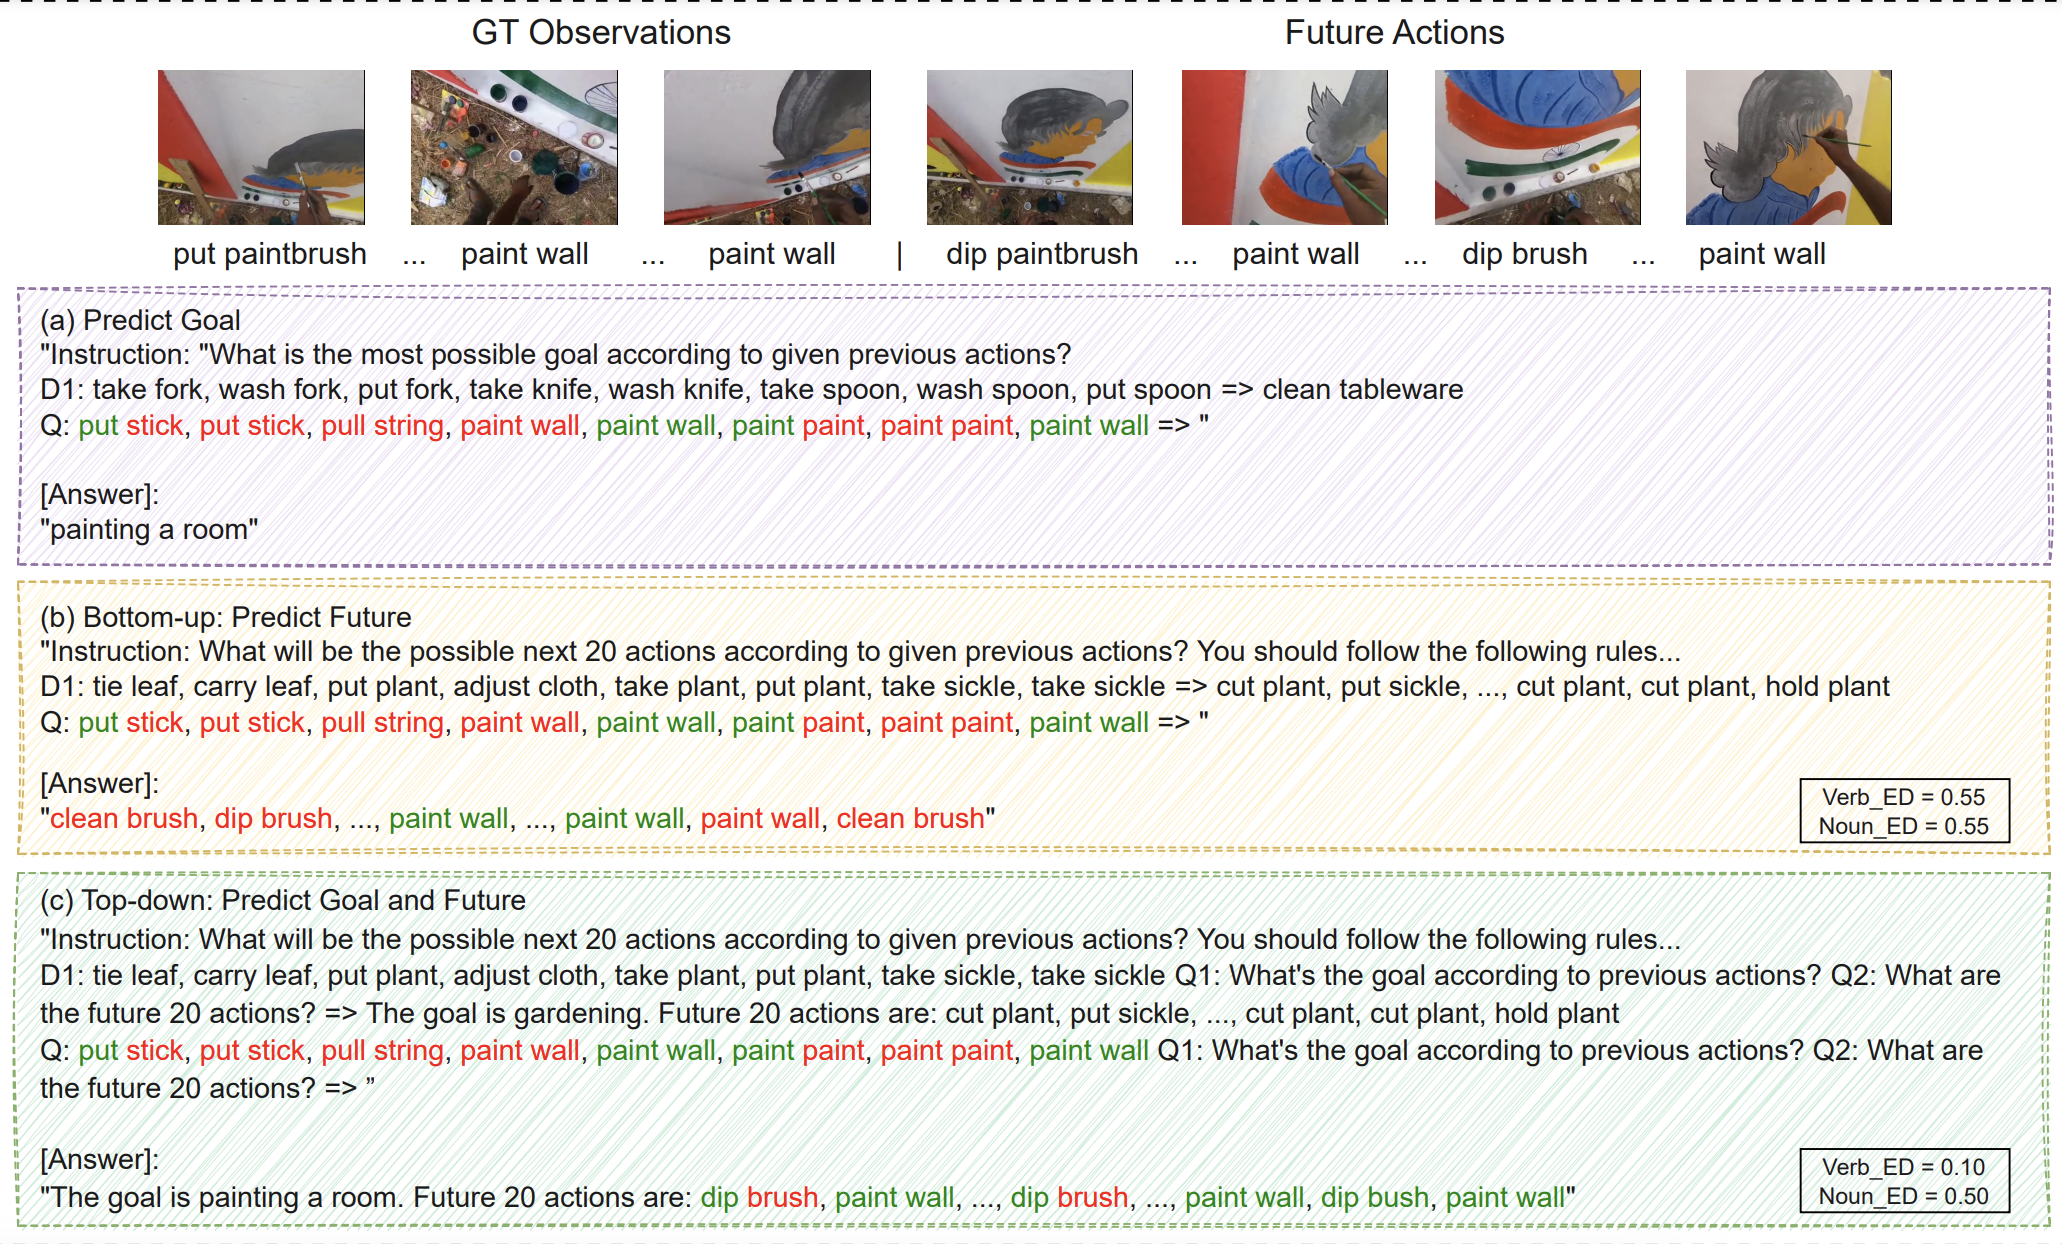 GT Observations Future Actions
put paintbrush ... paint wall ... paint wall | dip paintbrush ... paint wall ... dip brush ... paint wall
(a) Predict Goal
"Instruction: "What is the most possible goal according to given previous actions?
D1: take fork, wash fork, put fork, take knife, wash knife, take spoon, wash spoon, put spoon => clean tableware
Q: put stick, put stick, pull string, paint wall, paint wall, paint paint, paint paint, paint wall => "
[Answer]:
"painting a room"
(b) Bottom-up: Predict Future
"Instruction: What will be the possible next 20 actions according to given previous actions? You should follow the following rules...
D1: tie leaf, carry leaf, put plant, adjust cloth, take plant, put plant, take sickle, take sickle => cut plant, put sickle, ..., cut plant, cut plant, hold plant
Q: put stick, put stick, pull string, paint wall, paint wall, paint paint, paint paint, paint wall => "
[Answer]:
"clean brush, dip brush, ..., paint wall, ..., paint wall, paint wall, clean brush"
Verb_ED = 0.55
Noun_ED = 0.55
(c) Top-down: Predict Goal and Future
"Instruction: What will be the possible next 20 actions according to given previous actions? You should follow the following rules...
D1: tie leaf, carry leaf, put plant, adjust cloth, take plant, put plant, take sickle, take sickle Q1: What's the goal according to previous actions? Q2: What are
the future 20 actions? => The goal is gardening. Future 20 actions are: cut plant, put sickle, ..., cut plant, cut plant, hold plant
Q: put stick, put stick, pull string, paint wall, paint wall, paint paint, paint paint, paint wall Q1: What's the goal according to previous actions? Q2: What are
the future 20 actions? => ”
[Answer]:
"The goal is painting a room. Future 20 actions are: dip brush, paint wall, ..., dip brush, ..., paint wall, dip bush, paint wall"
Verb_ED = 0.10
Noun_ED = 0.50